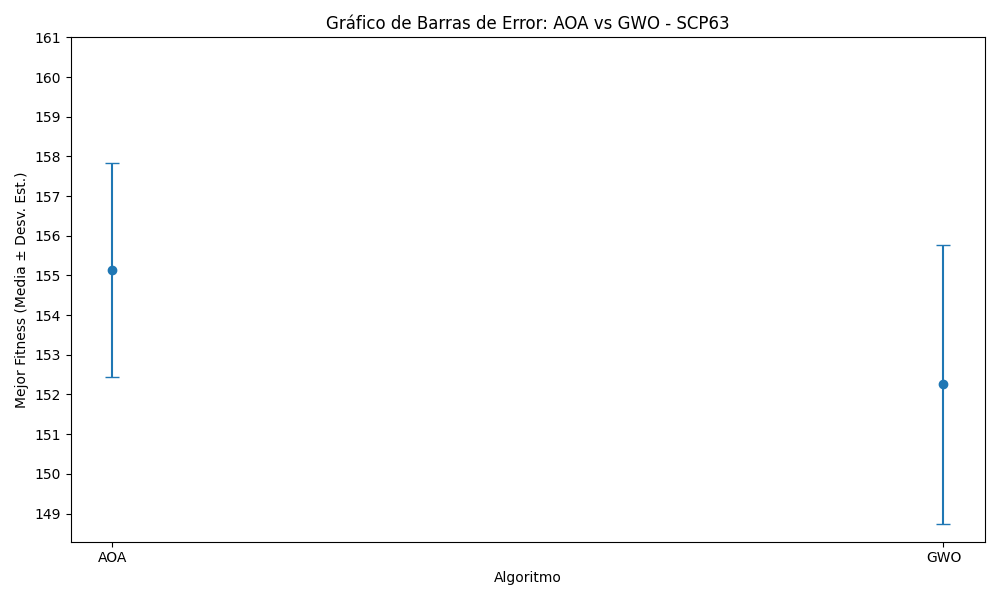 Gráfico de Barras de Error: AOA vs GWO - SCP63
Mejor Fitness (Media ± Desv. Est.)
161
160
159
158
157
156
155
154
153
152
151
150
149
AOA
GWO
Algoritmo